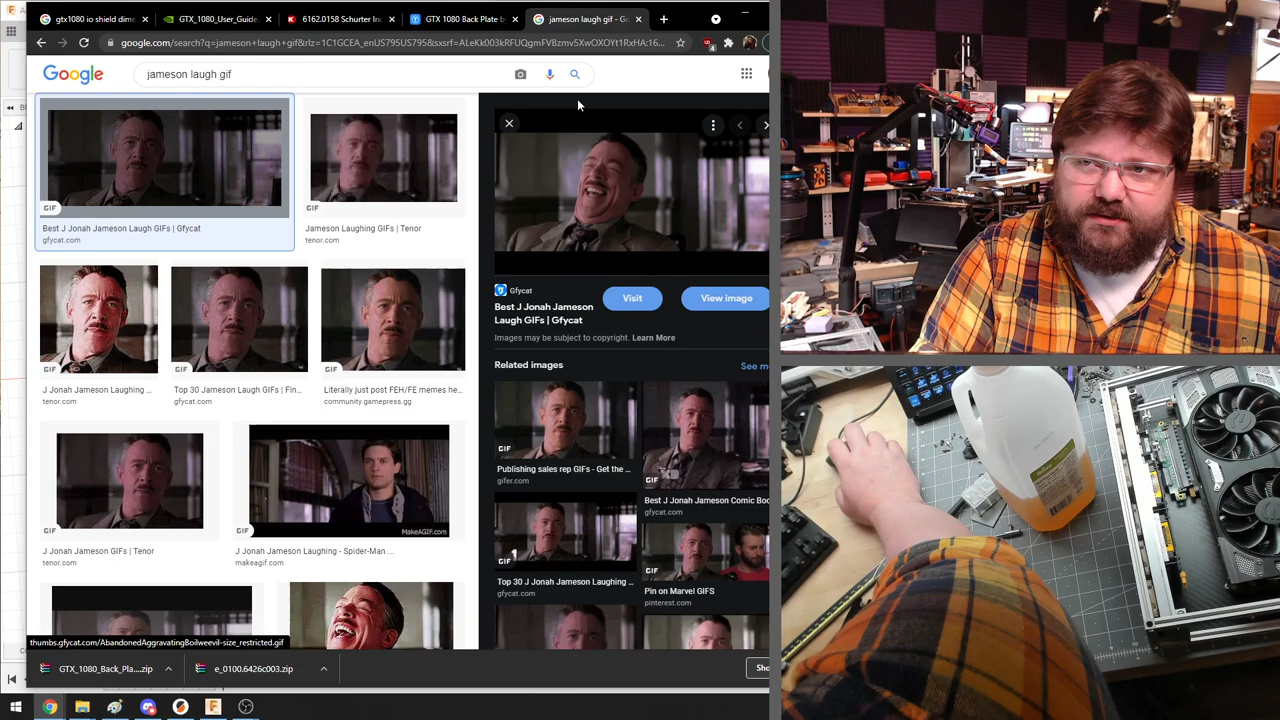 gtx1080 io shield dime
GTX_1080_User_Guide.
6162.0158 Schurter Inc
GTX 1080 Back Plate by
jameson laugh gif - Go
google.com/search?q=jameson+laugh+gif&rlz=1C1GCEA_enUS795US795&sxsrf=ALeKk003kRFUQgmFVBzmv5XwOXOYt1RxHA:16...
Google
jameson laugh gif
GIF
Best J Jonah Jameson Laugh GIFs | Gfycat
gfycat.com
GIF
Jameson Laughing GIFs | Tenor
tenor.com
GIF
J Jonah Jameson Laughing ...
tenor.com
GIF
Top 30 Jameson Laugh GIFs | Fin...
gfycat.com
GIF
Literally just post FEH/FE memes he...
community.gamepress.gg
GIF
J Jonah Jameson GIFs | Tenor
tenor.com
GIF
MakeAGIF.com
J Jonah Jameson Laughing - Spider-Man ...
makeagif.com
Gfycat
Best J Jonah Jameson
Laugh GIFs | Gfycat
Visit
View image
Images may be subject to copyright. Learn More
Related images
See mo
GIF
Publishing sales rep GIFs - Get the ...
gifer.com
GIF
Best J Jonah Jameson Comic Boo
gfycat.com
GIF
Top 30 J Jonah Jameson Laughing ...
gfycat.com
GIF
Pin on Marvel GIFS
pinterest.com
thumbs.gfycat.com/AbandonedAggravatingBoilweevil-size_restricted.gif
GTX_1080_Back_Pla....zip
e_0100.6426c003.zip
Sho